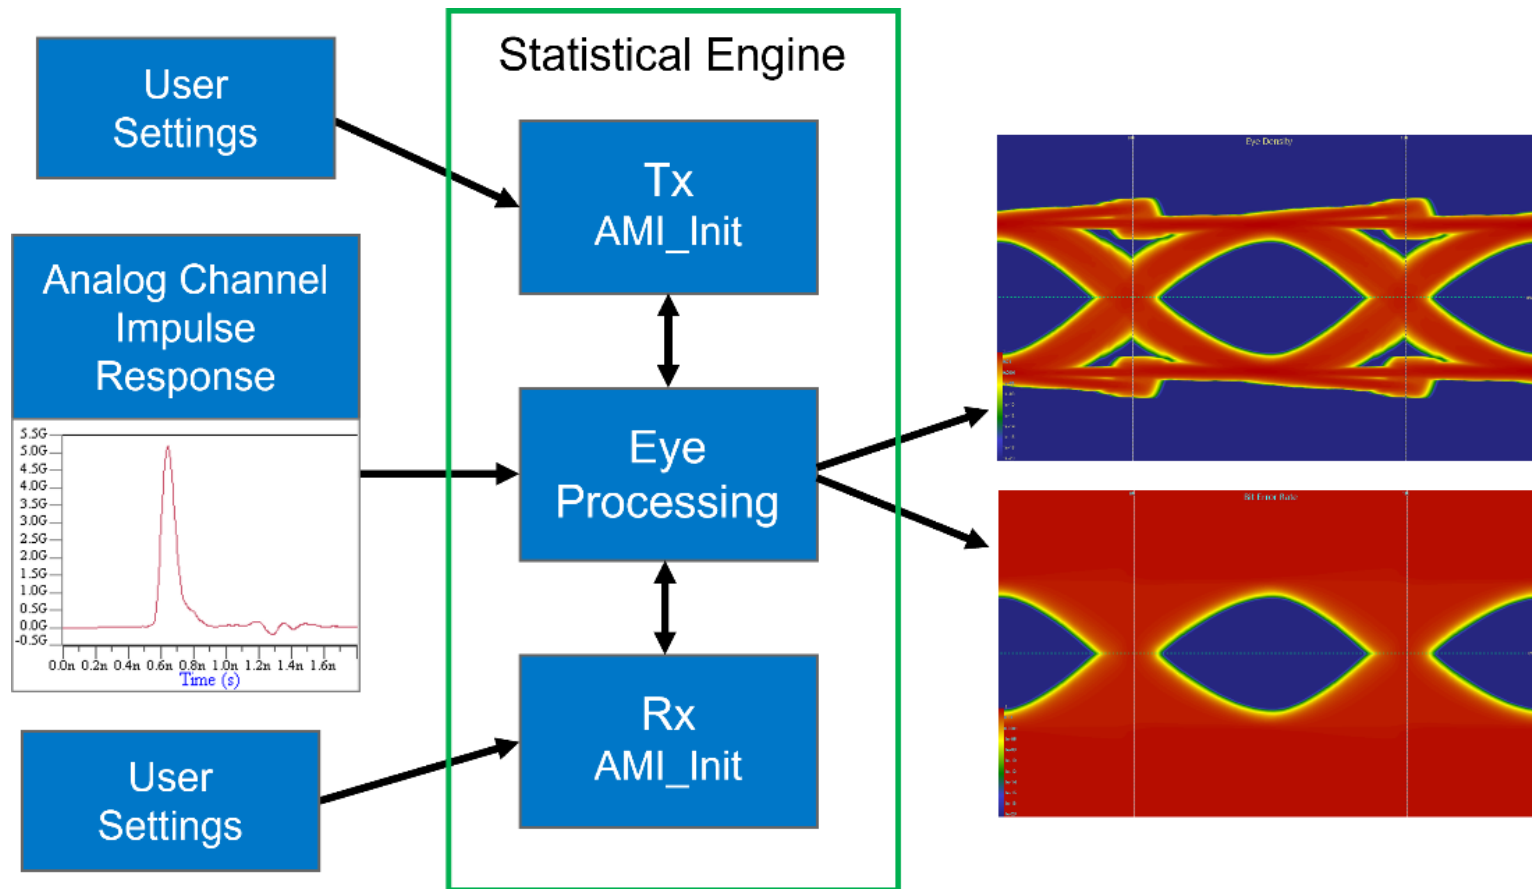 Statistical Engine
User
Settings
Tx
AMI_Init
Analog Channel
Impulse
Response
5.5G
5.0G
4.5G
4.0G
3.5G
3.0G
2.5G
2.0G
1.5G
1.0G
0.5G
0.0G
-0.5G
0.0n 0.2n 0.4n 0.6n 0.8n 1.0n 1.2n 1.4n 1.6n
Time (s)
Eye
Processing
User
Settings
Rx
AMI_Init
Eye Density
Bit Error Rate